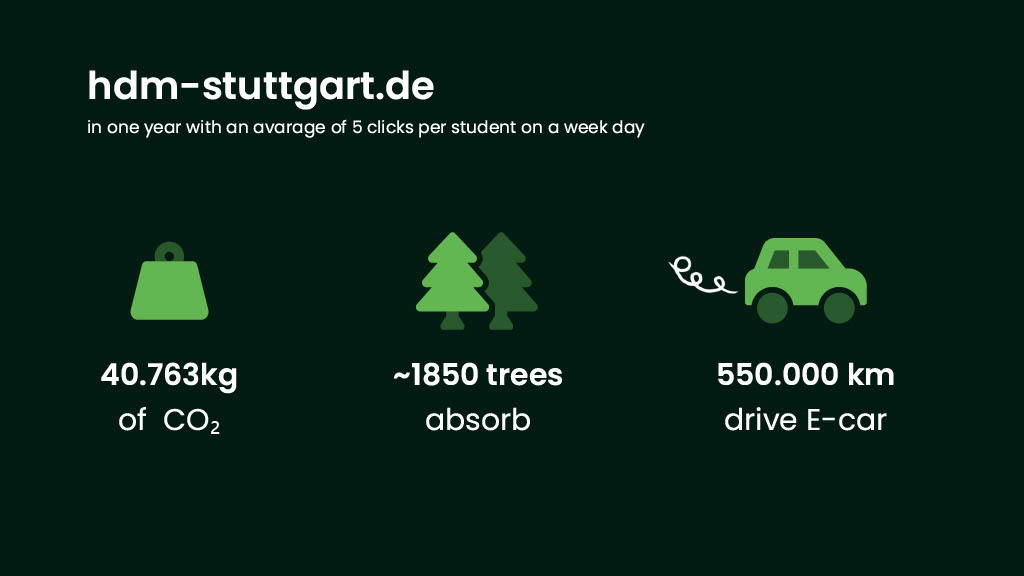 hdm-stuttgart.de
in one year with an avarage of 5 clicks per student on a week day
40.763kg
of CO₂
~1850 trees
absorb
550.000 km
drive E-car